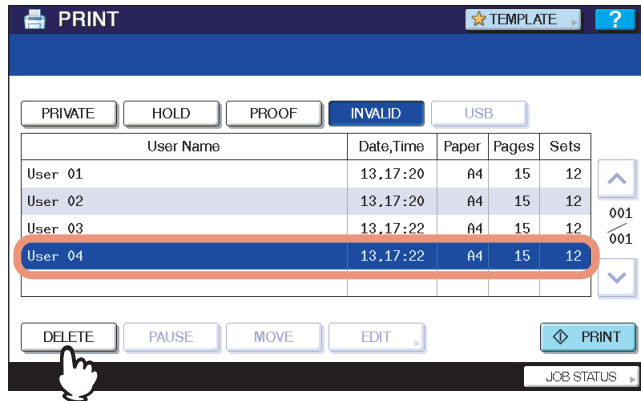 PRINT TEMPLATE ?
PRIVATE HOLD PROOF INVALID USB
User Name Date,Time Paper Pages Sets
User 01 13,17:20 A4 15 12
User 02 13,17:20 A4 15 12
User 03 13,17:22 A4 15 12
User 04 13,17:22 A4 15 12
001
001
DELETE PAUSE MOVE EDIT PRINT
JOB STATUS